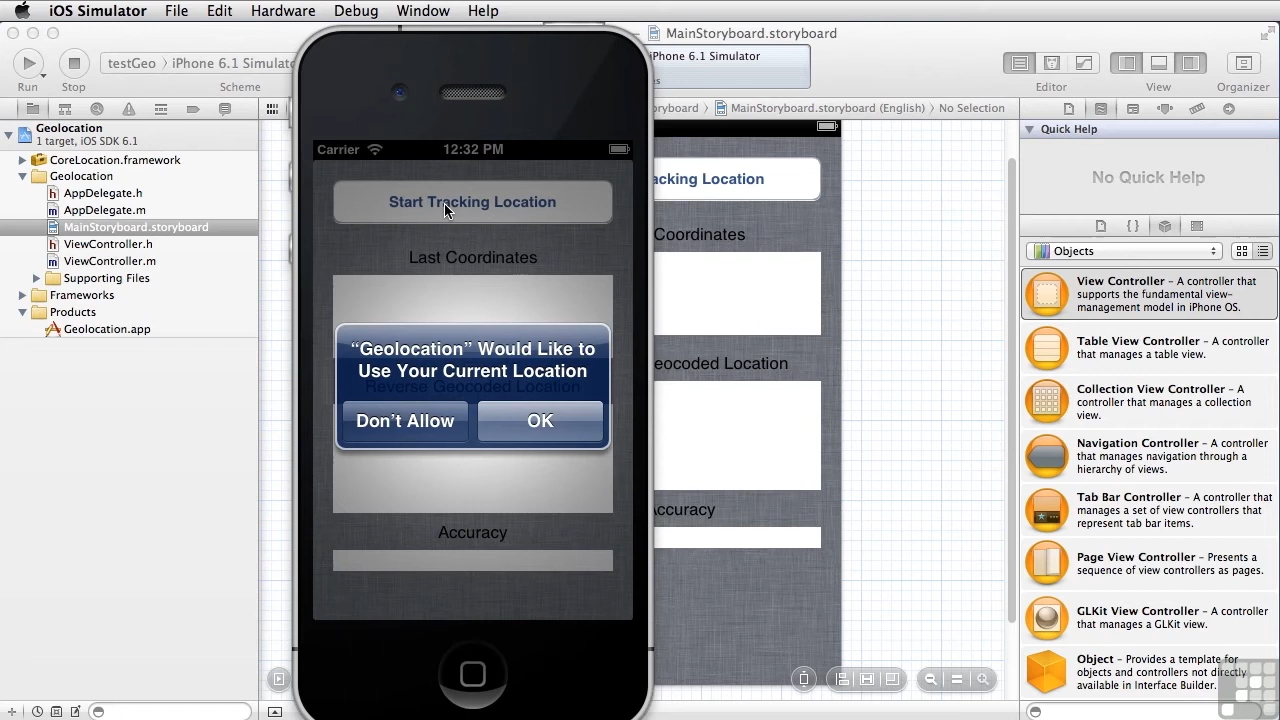 iOS Simulator File Edit Hardware Debug Window Help
MainStoryboard.storyboard
testGeo iPhone 6.1 Simulato
iPhone 6.1 Simulator
Run Stop Scheme
Editor View Organizer
Geolocation
1 target, iOS SDK 6.1
CoreLocation.framework
Geolocation
AppDelegate.h
AppDelegate.m
MainStoryboard.storyboard
ViewController.h
ViewController.m
Supporting Files
Frameworks
Products
Geolocation.app
Carrier 12:32 PM
Start Tracking Location
Last Coordinates
“Geolocation” Would Like to
Use Your Current Location
Reverse Geocoded Location
Don’t Allow OK
Accuracy
oryboard MainStoryboard.storyboard (English) No Selection
acking Location
Coordinates
eocoded Location
Accuracy
Quick Help
No Quick Help
{ }
Objects
View Controller – A controller that
supports the fundamental view-
management model in iPhone OS.
Table View Controller – A controller
that manages a table view.
Collection View Controller – A
controller that manages a collection
view.
Navigation Controller – A controller
that manages navigation through a
hierarchy of views.
Tab Bar Controller – A controller that
manages a set of view controllers that
represent tab bar items.
Page View Controller – Presents a
sequence of view controllers as pages.
GLKit View Controller – A controller
that manages a GLKit view.
Object – Provides a template for
objects and controllers not directly
available in Interface Builder.